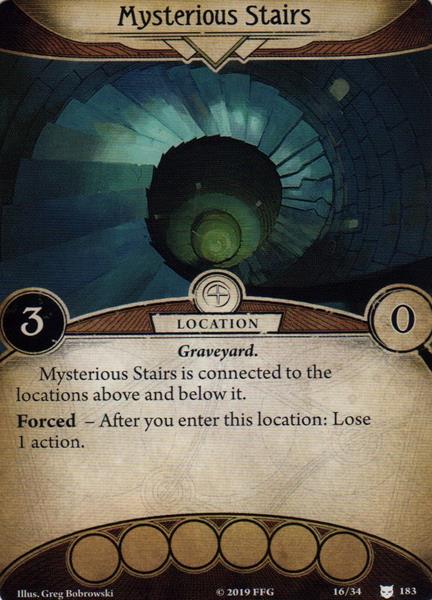 Mysterious Stairs
3
0
LOCATION
Graveyard.
Mysterious Stairs is connected to the
locations above and below it.
Forced – After you enter this location: Lose
1 action.
Illus. Greg Bobrowski © 2019 FFG 16/34 183